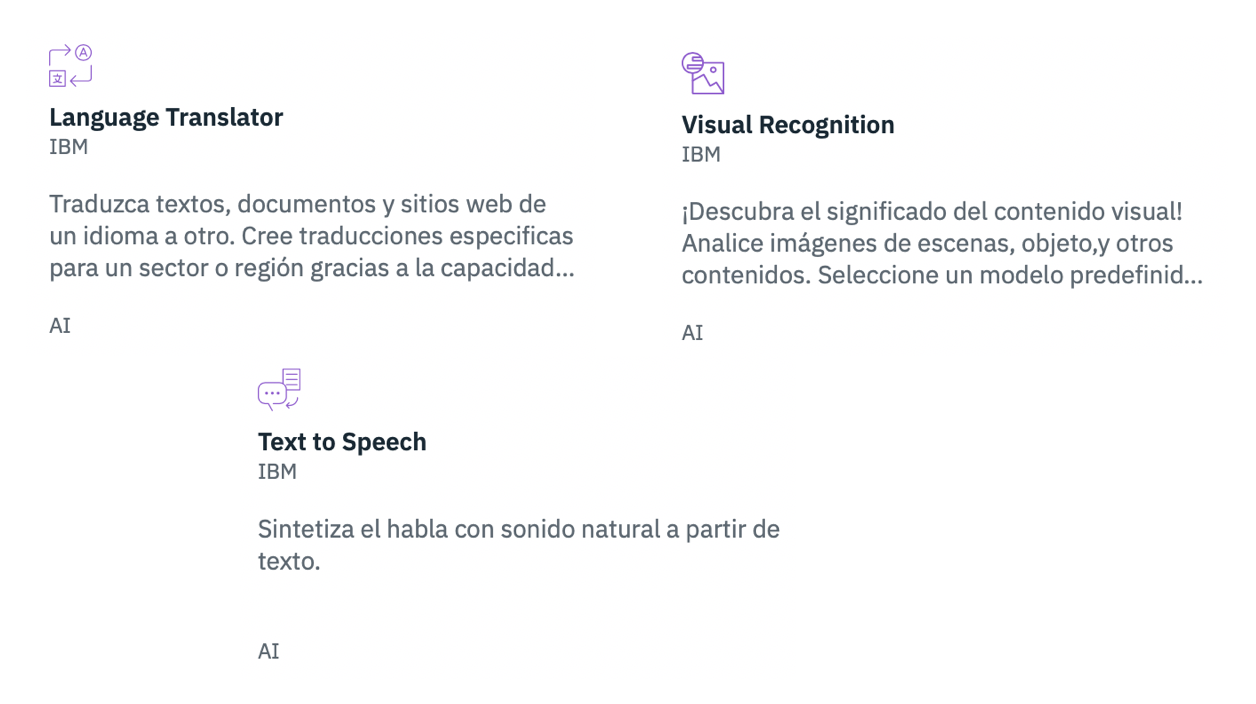 Language Translator
IBM
Traduzca textos, documentos y sitios web de
un idioma a otro. Cree traducciones especificas
para un sector o región gracias a la capacidad...
AI
Visual Recognition
IBM
¡Descubra el significado del contenido visual!
Analice imágenes de escenas, objeto,y otros
contenidos. Seleccione un modelo predefinid...
AI
Text to Speech
IBM
Sintetiza el habla con sonido natural a partir de
texto.
AI